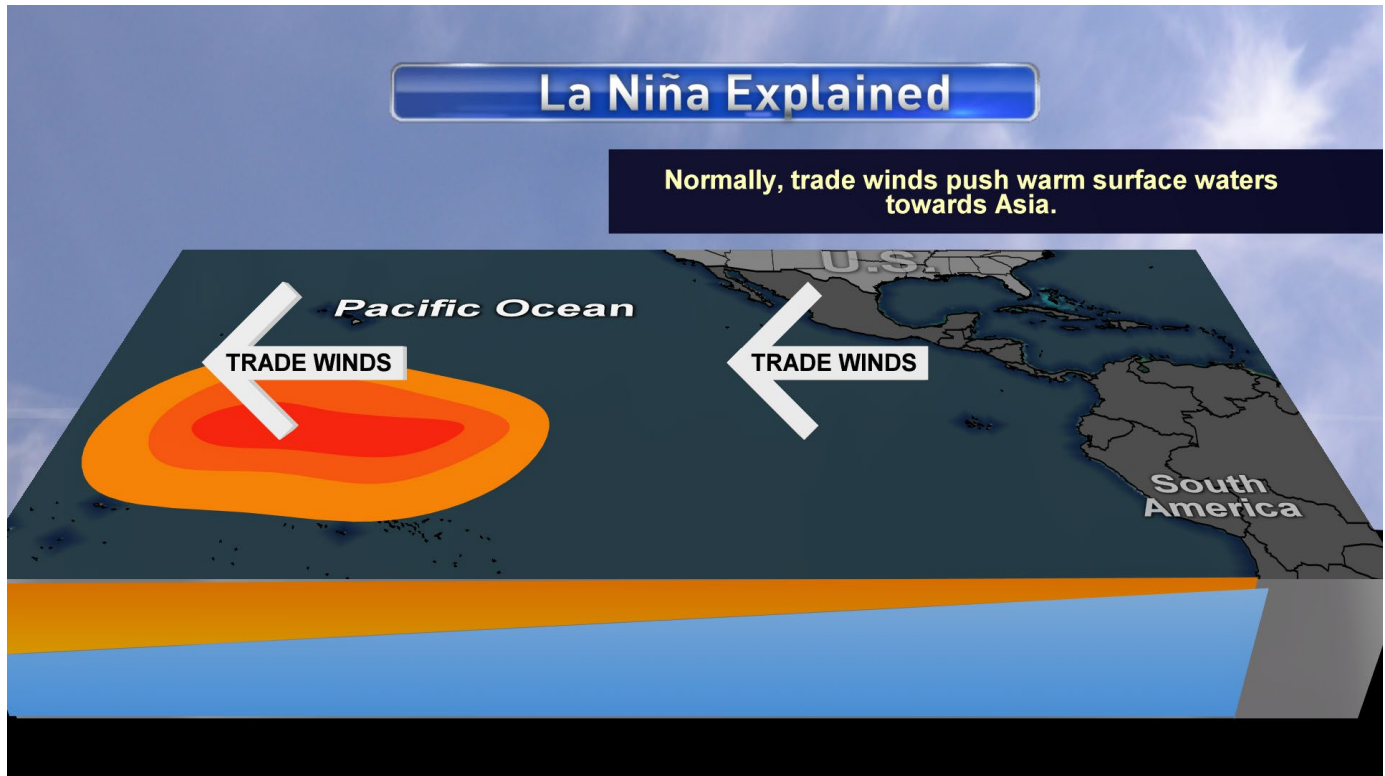 La Niña Explained
Normally, trade winds push warm surface waters
towards Asia.
U.S.
Pacific Ocean
TRADE WINDS
TRADE WINDS
South
America